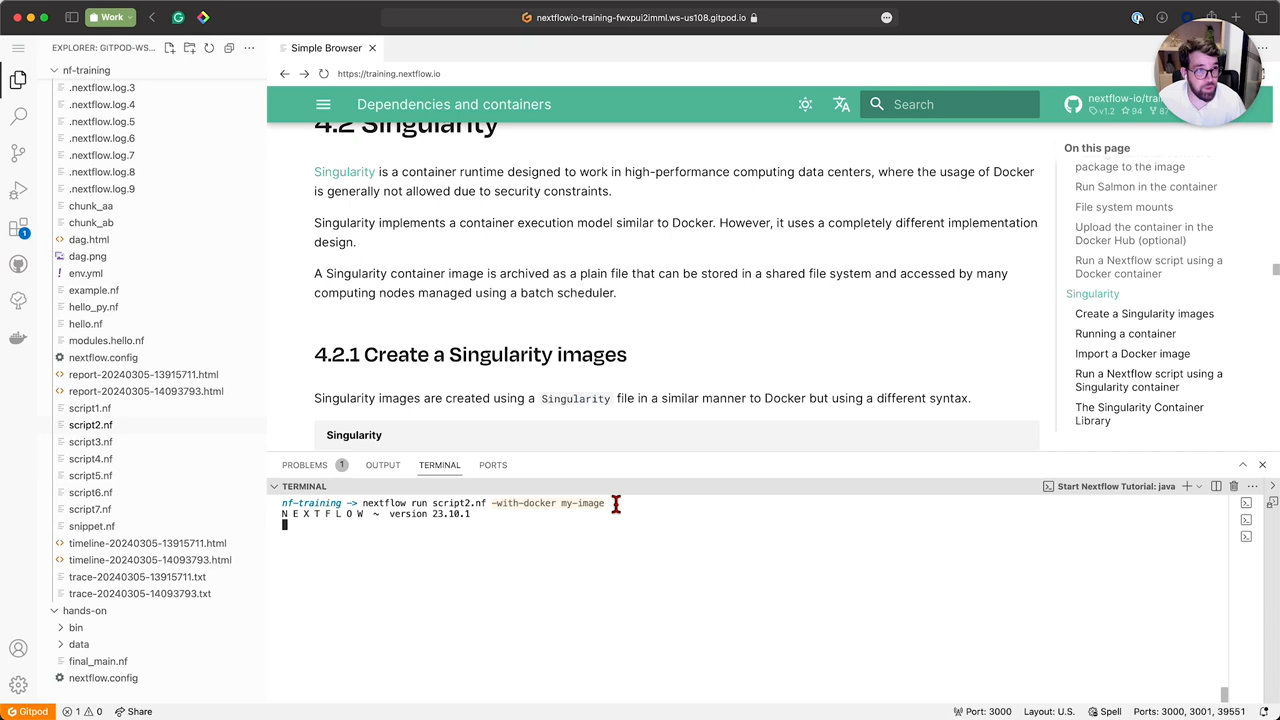 Work
nextflowio-training-fwxpui2imml.ws-us108.gitpod.io
EXPLORER: GITPOD-WS...
nf-training
.nextflow.log.3
.nextflow.log.4
.nextflow.log.5
.nextflow.log.6
.nextflow.log.7
.nextflow.log.8
.nextflow.log.9
chunk_aa
chunk_ab
dag.html
dag.png
env.yml
example.nf
hello_py.nf
hello.nf
modules.hello.nf
nextflow.config
report-20240305-13915711.html
report-20240305-14093793.html
script1.nf
script2.nf
script3.nf
script4.nf
script5.nf
script6.nf
script7.nf
snippet.nf
timeline-20240305-13915711.html
timeline-20240305-14093793.html
trace-20240305-13915711.txt
trace-20240305-14093793.txt
hands-on
bin
data
final_main.nf
nextflow.config
1
Simple Browser
https://training.nextflow.io
Dependencies and containers
Search
nextflow-io/trai
v1.2 94 87
4.2 Singularity
Singularity is a container runtime designed to work in high-performance computing data centers, where the usage of Docker
is generally not allowed due to security constraints.
Singularity implements a container execution model similar to Docker. However, it uses a completely different implementation
design.
A Singularity container image is archived as a plain file that can be stored in a shared file system and accessed by many
computing nodes managed using a batch scheduler.
4.2.1 Create a Singularity images
Singularity images are created using a Singularity file in a similar manner to Docker but using a different syntax.
Singularity
On this page
package to the image
Run Salmon in the container
File system mounts
Upload the container in the
Docker Hub (optional)
Run a Nextflow script using a
Docker container
Singularity
Create a Singularity images
Running a container
Import a Docker image
Run a Nextflow script using a
Singularity container
The Singularity Container
Library
PROBLEMS 1 OUTPUT TERMINAL PORTS
TERMINAL
Start Nextflow Tutorial: java
nf-training -> nextflow run script2.nf -with-docker my-image
N E X T F L O W ~ version 23.10.1
Gitpod 1 0 Share
Port: 3000 Layout: U.S. Spell Ports: 3000, 3001, 39551